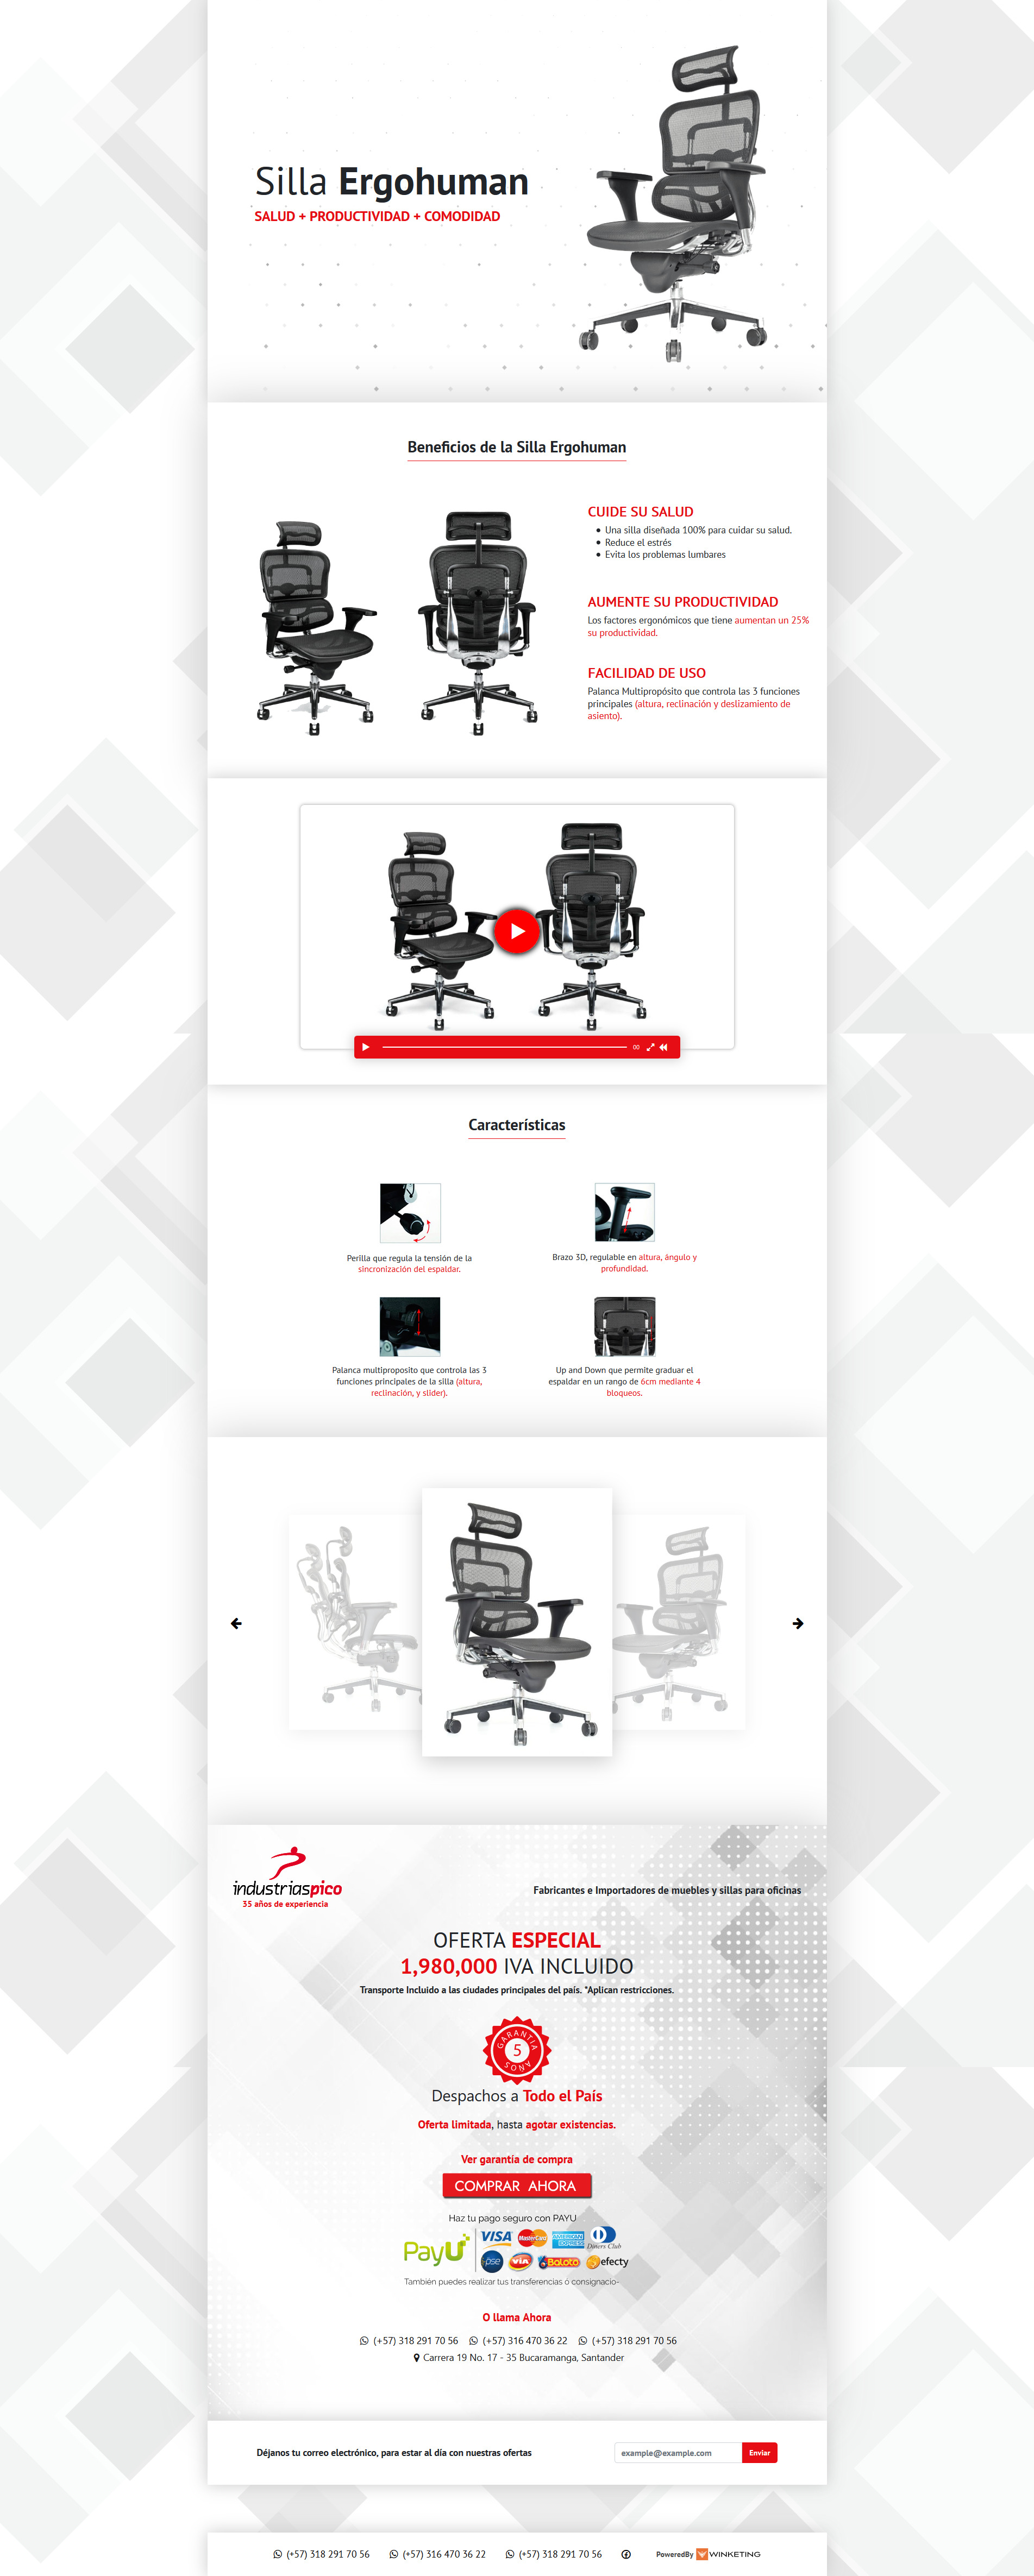 Silla Ergohuman
SALUD + PRODUCTIVIDAD + COMODIDAD
Beneficios de la Silla Ergohuman
CUIDE SU SALUD
Una silla diseñada 100% para cuidar su salud.
Reduce el estrés
Evita los problemas lumbares
AUMENTE SU PRODUCTIVIDAD
Los factores ergonómicos que tiene aumentan un 25%
su productividad.
FACILIDAD DE USO
Palanca Multipropósito que controla las 3 funciones
principales (altura, reclinación y deslizamiento de
asiento).
00
Características
Perilla que regula la tensión de la
sincronización del espaldar.
Brazo 3D, regulable en altura, ángulo y
profundidad.
Palanca multiproposito que controla las 3
funciones principales de la silla (altura,
reclinación, y slider).
Up and Down que permite graduar el
espaldar en un rango de 6cm mediante 4
bloqueos.
industriaspico
35 años de experiencia
Fabricantes e Importadores de muebles y sillas para oficinas
OFERTA ESPECIAL
1,980,000 IVA INCLUIDO
Transporte Incluido a las ciudades principales del país. *Aplican restricciones.
GARANTÍA
5
AÑOS
Despachos a Todo el País
Oferta limitada, hasta agotar existencias.
Ver garantía de compra
COMPRAR AHORA
Haz tu pago seguro con PAYU
PayU VISA MasterCard AMERICAN EXPRESS Diners Club
pse VIA Baloto efecty
También puedes realizar tus transferencias ó consignacio-
O llama Ahora
(+57) 318 291 70 56 (+57) 316 470 36 22 (+57) 318 291 70 56
Carrera 19 No. 17 - 35 Bucaramanga, Santander
Déjanos tu correo electrónico, para estar al día con nuestras ofertas
example@example.com Enviar
(+57) 318 291 70 56 (+57) 316 470 36 22 (+57) 318 291 70 56 PoweredBy WINKETING